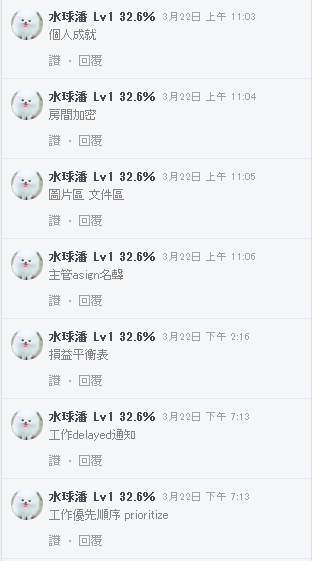 水球潘 Lv1 32.6% 3月22日 上午 11:03
個人成就
讚 · 回覆
水球潘 Lv1 32.6% 3月22日 上午 11:04
房間加密
讚 · 回覆
水球潘 Lv1 32.6% 3月22日 上午 11:05
圖片區 文件區
讚 · 回覆
水球潘 Lv1 32.6% 3月22日 上午 11:06
主管asign名聲
讚 · 回覆
水球潘 Lv1 32.6% 3月22日 下午 2:16
損益平衡表
讚 · 回覆
水球潘 Lv1 32.6% 3月22日 下午 7:13
工作delayed通知
讚 · 回覆
水球潘 Lv1 32.6% 3月22日 下午 7:13
工作優先順序 prioritize
讚 · 回覆